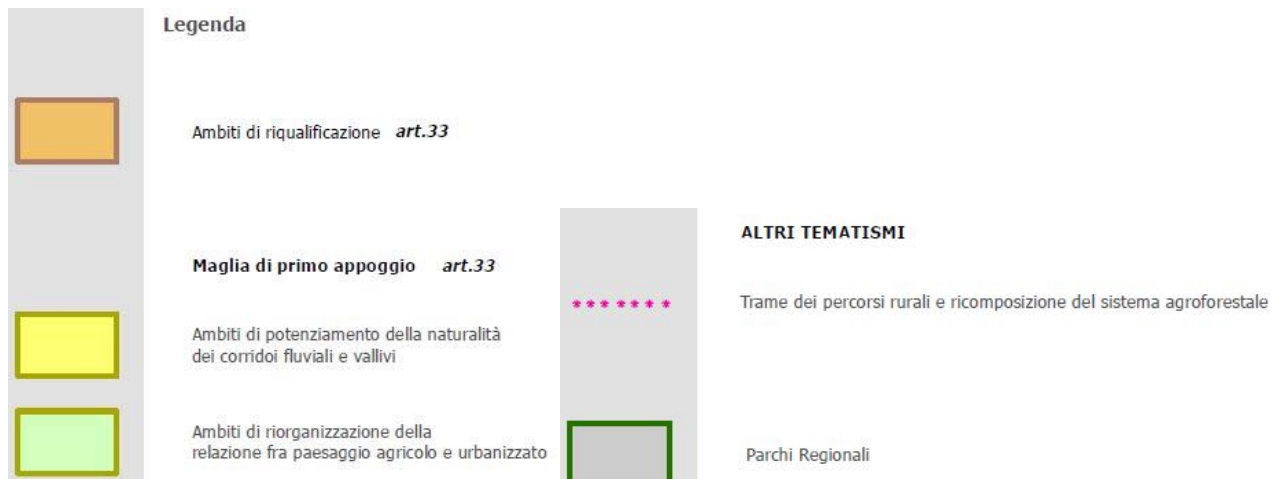 Legenda
Ambiti di riqualificazione art.33
Maglia di primo appoggio art.33
Ambiti di potenziamento della naturalità
dei corridoi fluviali e vallivi
Ambiti di riorganizzazione della
relazione fra paesaggio agricolo e urbanizzato
ALTRI TEMATISMI
Trame dei percorsi rurali e ricomposizione del sistema agroforestale
Parchi Regionali